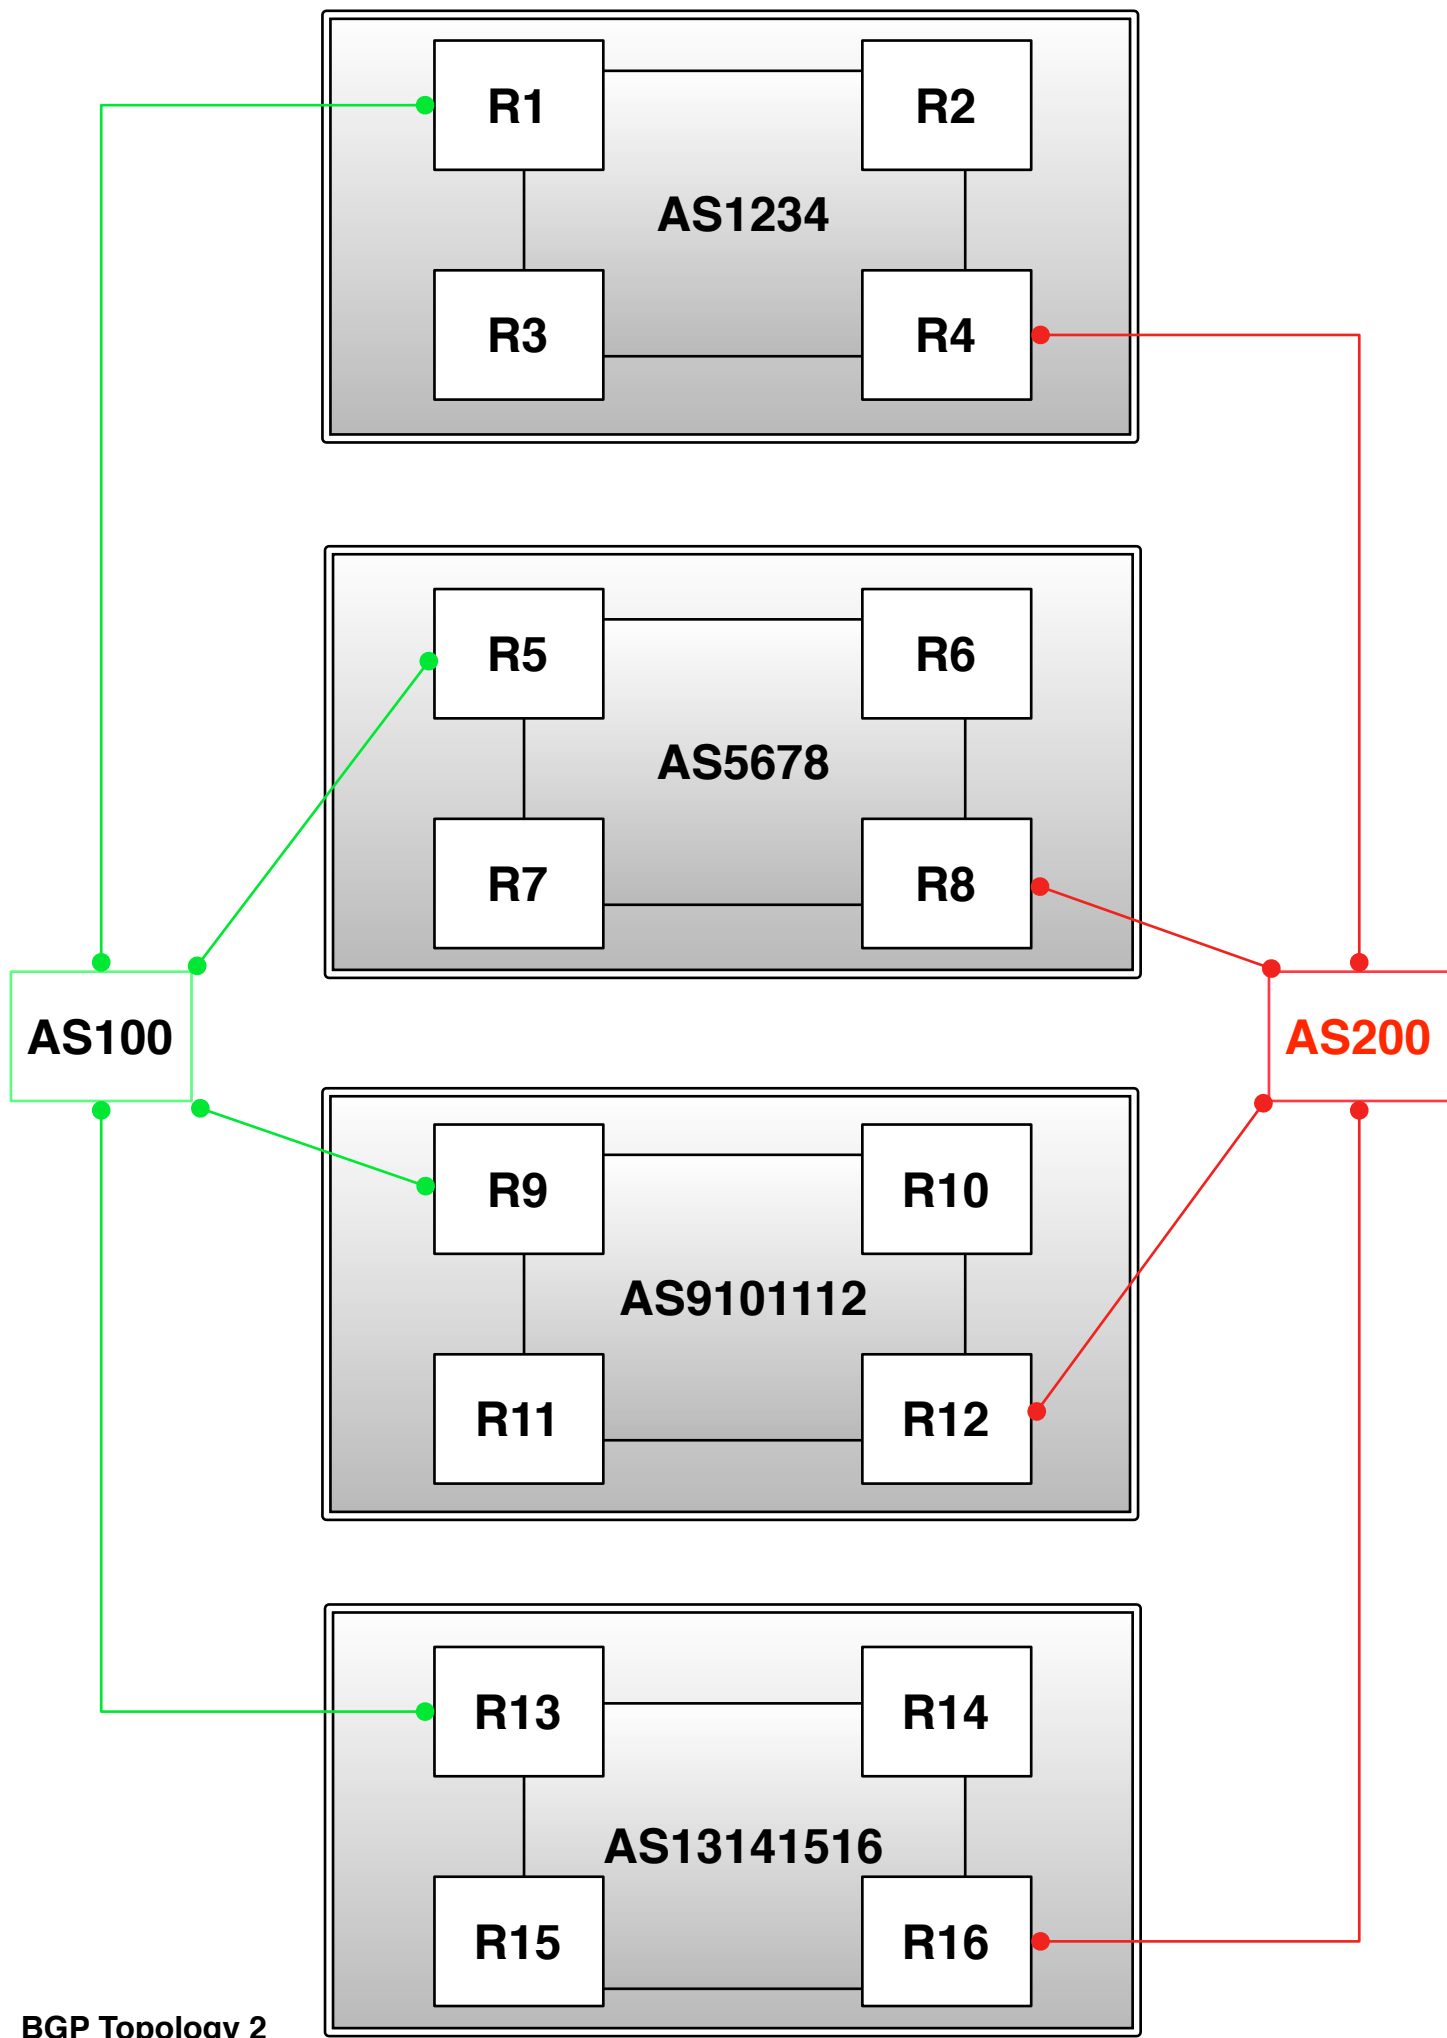 R1
R2
AS1234
R3
R4
R5
R6
AS5678
R7
R8
AS100
AS200
R9
R10
AS9101112
R11
R12
R13
R14
AS13141516
R15
R16
BGP Topology 2